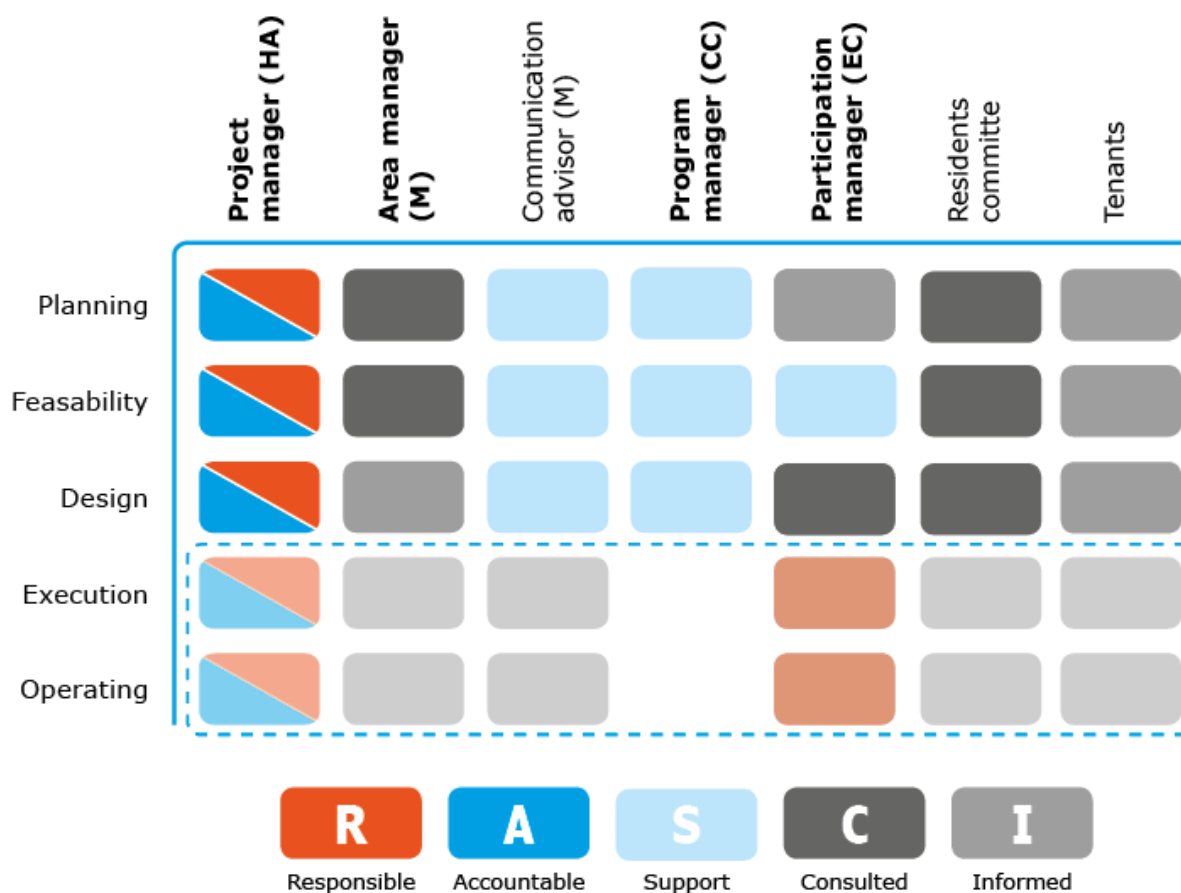 Project
manager (HA)
Area manager
(M)
Communication
advisor (M)
Program
manager (CC)
Participation
manager (EC)
Residents
committe
Tenants
Planning
Feasability
Design
Execution
Operating
R
A
S
C
I
Responsible
Accountable
Support
Consulted
Informed